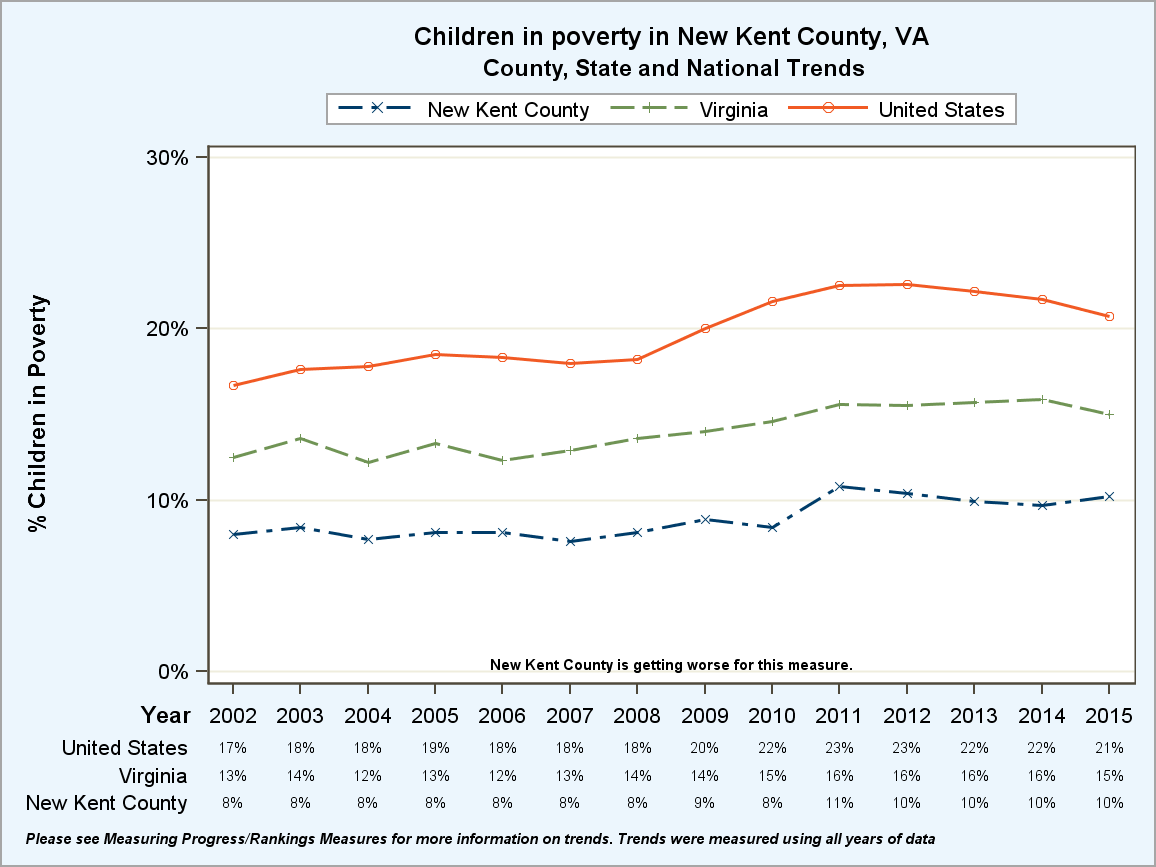 Children in poverty in New Kent County, VA
County, State and National Trends
New Kent County Virginia United States
30%
20%
10%
0%
% Children in Poverty
New Kent County is getting worse for this measure.
Year 2002 2003 2004 2005 2006 2007 2008 2009 2010 2011 2012 2013 2014 2015
United States 17% 18% 18% 19% 18% 18% 18% 20% 22% 23% 23% 22% 22% 21%
Virginia 13% 14% 12% 13% 12% 13% 14% 14% 15% 16% 16% 16% 16% 15%
New Kent County 8% 8% 8% 8% 8% 8% 8% 9% 8% 11% 10% 10% 10% 10%
Please see Measuring Progress/Rankings Measures for more information on trends. Trends were measured using all years of data